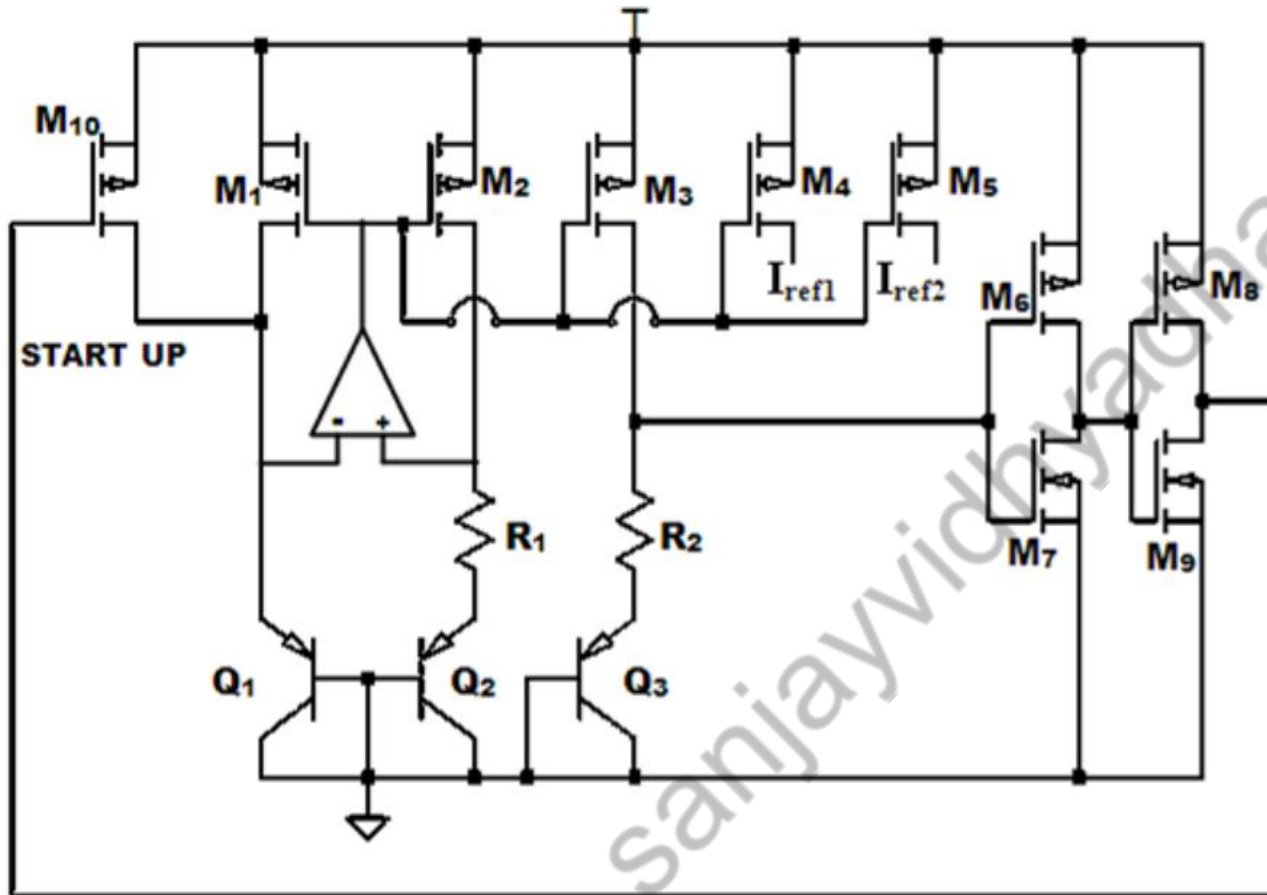 M10
M1
M2
M3
M4
M5
Iref1
Iref2
M6
M8
START UP
- +
R1
R2
M7
M9
Q1
Q2
Q3
sanjayvidhyadha